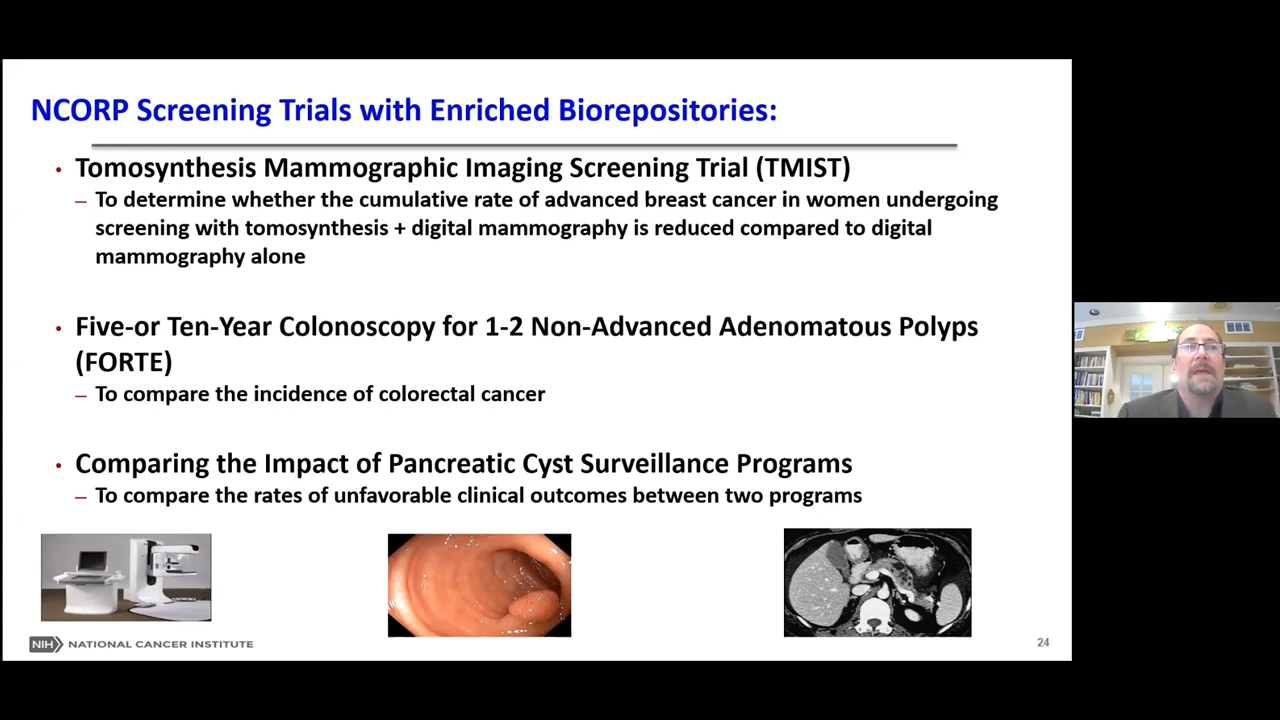 NCORP Screening Trials with Enriched Biorepositories:
• Tomosynthesis Mammographic Imaging Screening Trial (TMIST)
– To determine whether the cumulative rate of advanced breast cancer in women undergoing
screening with tomosynthesis + digital mammography is reduced compared to digital
mammography alone
• Five-or Ten-Year Colonoscopy for 1-2 Non-Advanced Adenomatous Polyps
(FORTE)
– To compare the incidence of colorectal cancer
• Comparing the Impact of Pancreatic Cyst Surveillance Programs
– To compare the rates of unfavorable clinical outcomes between two programs
NIH NATIONAL CANCER INSTITUTE
24